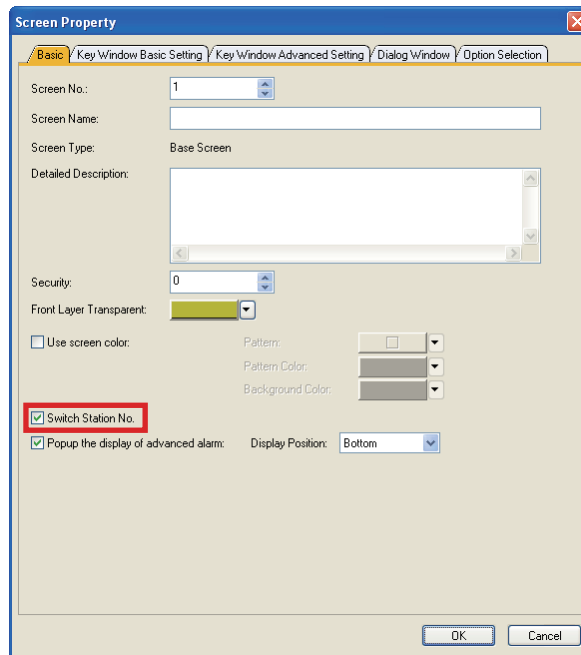 Screen Property
Basic Key Window Basic Setting Key Window Advanced Setting Dialog Window Option Selection
Screen No.: 1
Screen Name:
Screen Type: Base Screen
Detailed Description:
Security: 0
Front Layer Transparent:
Use screen color: Pattern:
Pattern Color:
Background Color:
Switch Station No.
Popup the display of advanced alarm: Display Position: Bottom
OK Cancel